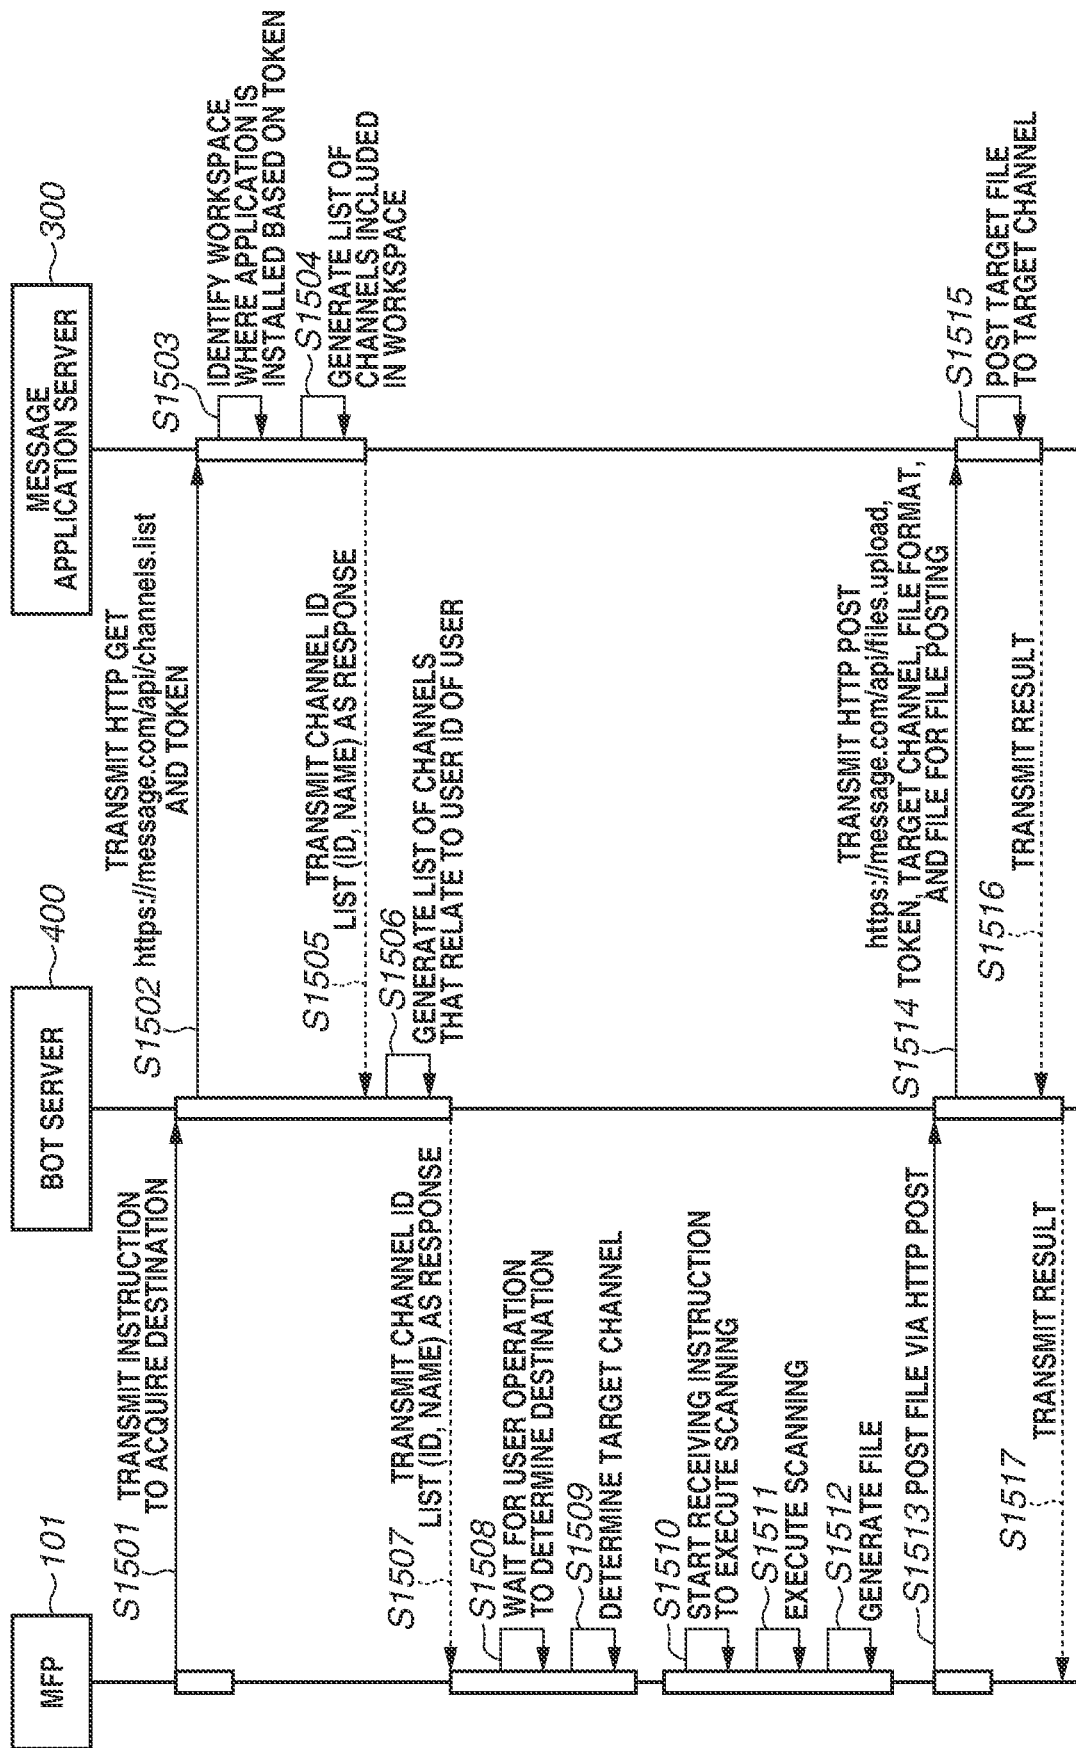 MFP
101
BOT SERVER
400
MESSAGE
APPLICATION SERVER
300
S1501
TRANSMIT INSTRUCTION
TO ACQUIRE DESTINATION
S1502
TRANSMIT HTTP GET
https://message.com/api/channels.list
AND TOKEN
S1503
IDENTIFY WORKSPACE
WHERE APPLICATION IS
INSTALLED BASED ON TOKEN
S1504
GENERATE LIST OF
CHANNELS INCLUDED
IN WORKSPACE
S1505
TRANSMIT CHANNEL ID
LIST (ID, NAME) AS RESPONSE
S1506
GENERATE LIST OF CHANNELS
THAT RELATE TO USER ID OF USER
S1507
TRANSMIT CHANNEL ID
LIST (ID, NAME) AS RESPONSE
S1508
WAIT FOR USER OPERATION
TO DETERMINE DESTINATION
S1509
DETERMINE TARGET CHANNEL
S1510
START RECEIVING INSTRUCTION
TO EXECUTE SCANNING
S1511
EXECUTE SCANNING
S1512
GENERATE FILE
S1513 POST FILE VIA HTTP POST
TRANSMIT HTTP POST
https://message.com/api/files.upload,
S1514 TOKEN, TARGET CHANNEL, FILE FORMAT,
AND FILE FOR FILE POSTING
S1515
POST TARGET FILE
TO TARGET CHANNEL
S1516
TRANSMIT RESULT
S1517
TRANSMIT RESULT